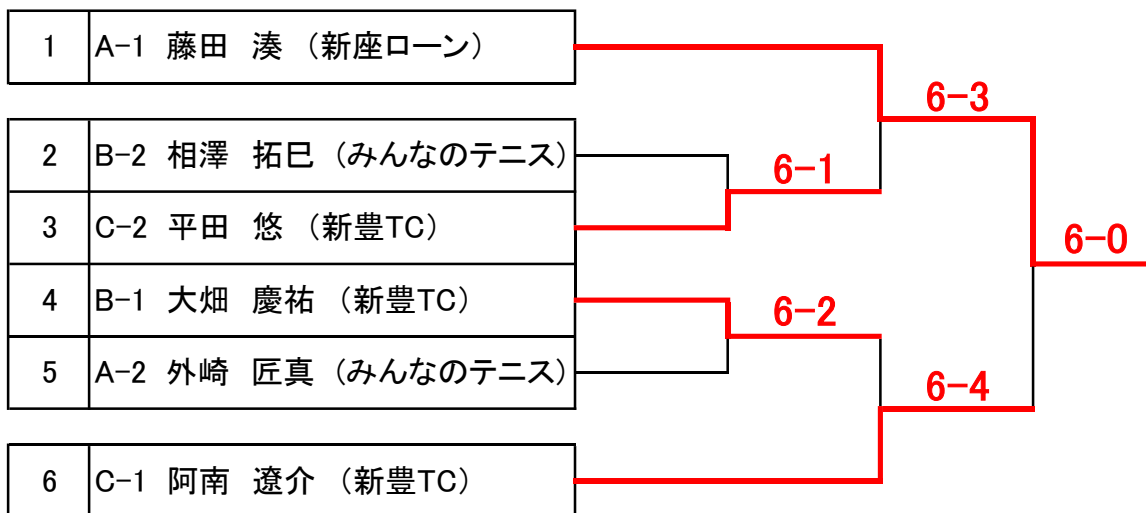 1 A-1 藤田 湊 (新座ローン)
6-3
2 B-2 相澤 拓巳 (みんなのテニス)
6-1
3 C-2 平田 悠 (新豊TC)
6-0
4 B-1 大畑 慶祐 (新豊TC)
6-2
5 A-2 外崎 匠真 (みんなのテニス)
6-4
6 C-1 阿南 遼介 (新豊TC)